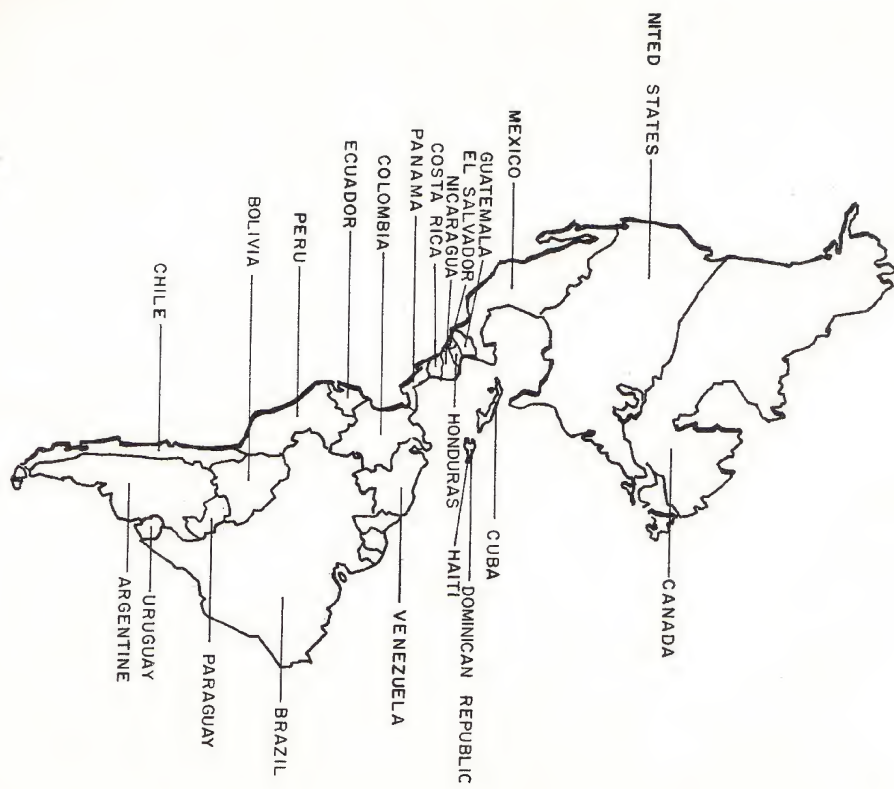 NITED STATES
MEXICO
GUATEMALA
EL SALVADOR
NICARAGUA
COSTA RICA
PANAMA
COLOMBIA
ECUADOR
PERU
BOLIVIA
CHILE
CANADA
CUBA
DOMINICAN REPUBLIC
HAITI
HONDURAS
VENEZUELA
BRAZIL
PARAGUAY
URUGUAY
ARGENTINE